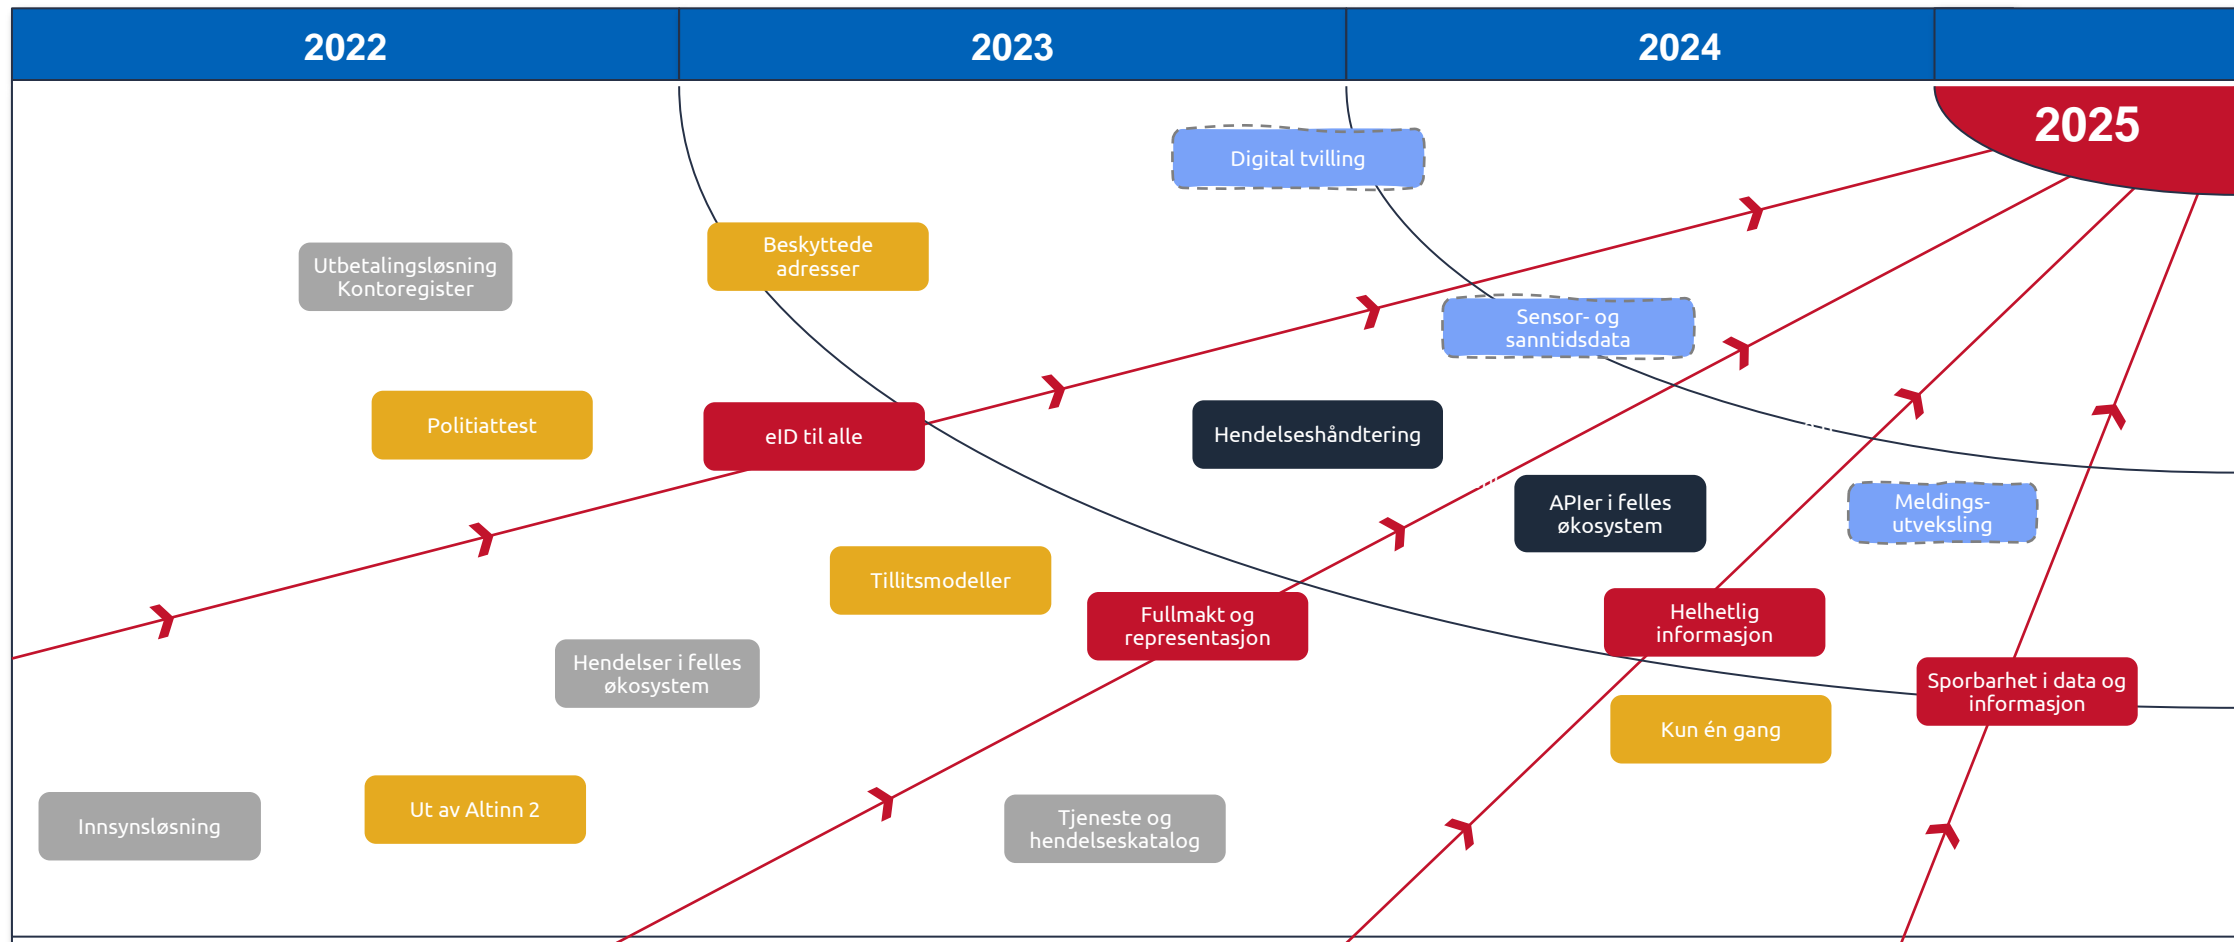 2022
2023
2024
2025
Digital tvilling
Beskyttede
adresser
Utbetalingsløsning
Kontoregister
Sensor- og
sanntidsdata
Politiattest
eID til alle
Hendelseshåndtering
APIer i felles
økosystem
Meldings-
utveksling
Tillitsmodeller
Fullmakt og
representasjon
Helhetlig
informasjon
Hendelser i felles
økosystem
Sporbarhet i data og
informasjon
Kun én gang
Innsynsløsning
Ut av Altinn 2
Tjeneste og
hendelseskatalog